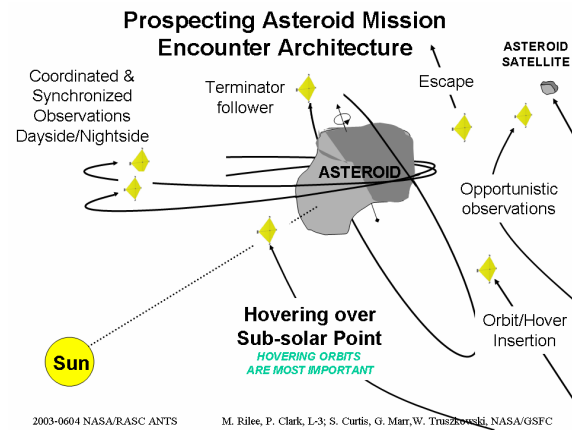 Prospecting Asteroid Mission
Encounter Architecture
ASTEROID
SATELLITE
Coordinated &
Synchronized
Observations
Dayside/Nightside
Terminator
follower
Escape
ASTEROID
Opportunistic
observations
Hovering over
Sub-solar Point
HOVERING ORBITS
ARE MOST IMPORTANT
Orbit/Hover
Insertion
Sun
2003-0604 NASA/RASC ANTS
M. Rilee, P. Clark, L-3; S. Curtis, G. Marr,W. Truszkowski, NASA/GSFC